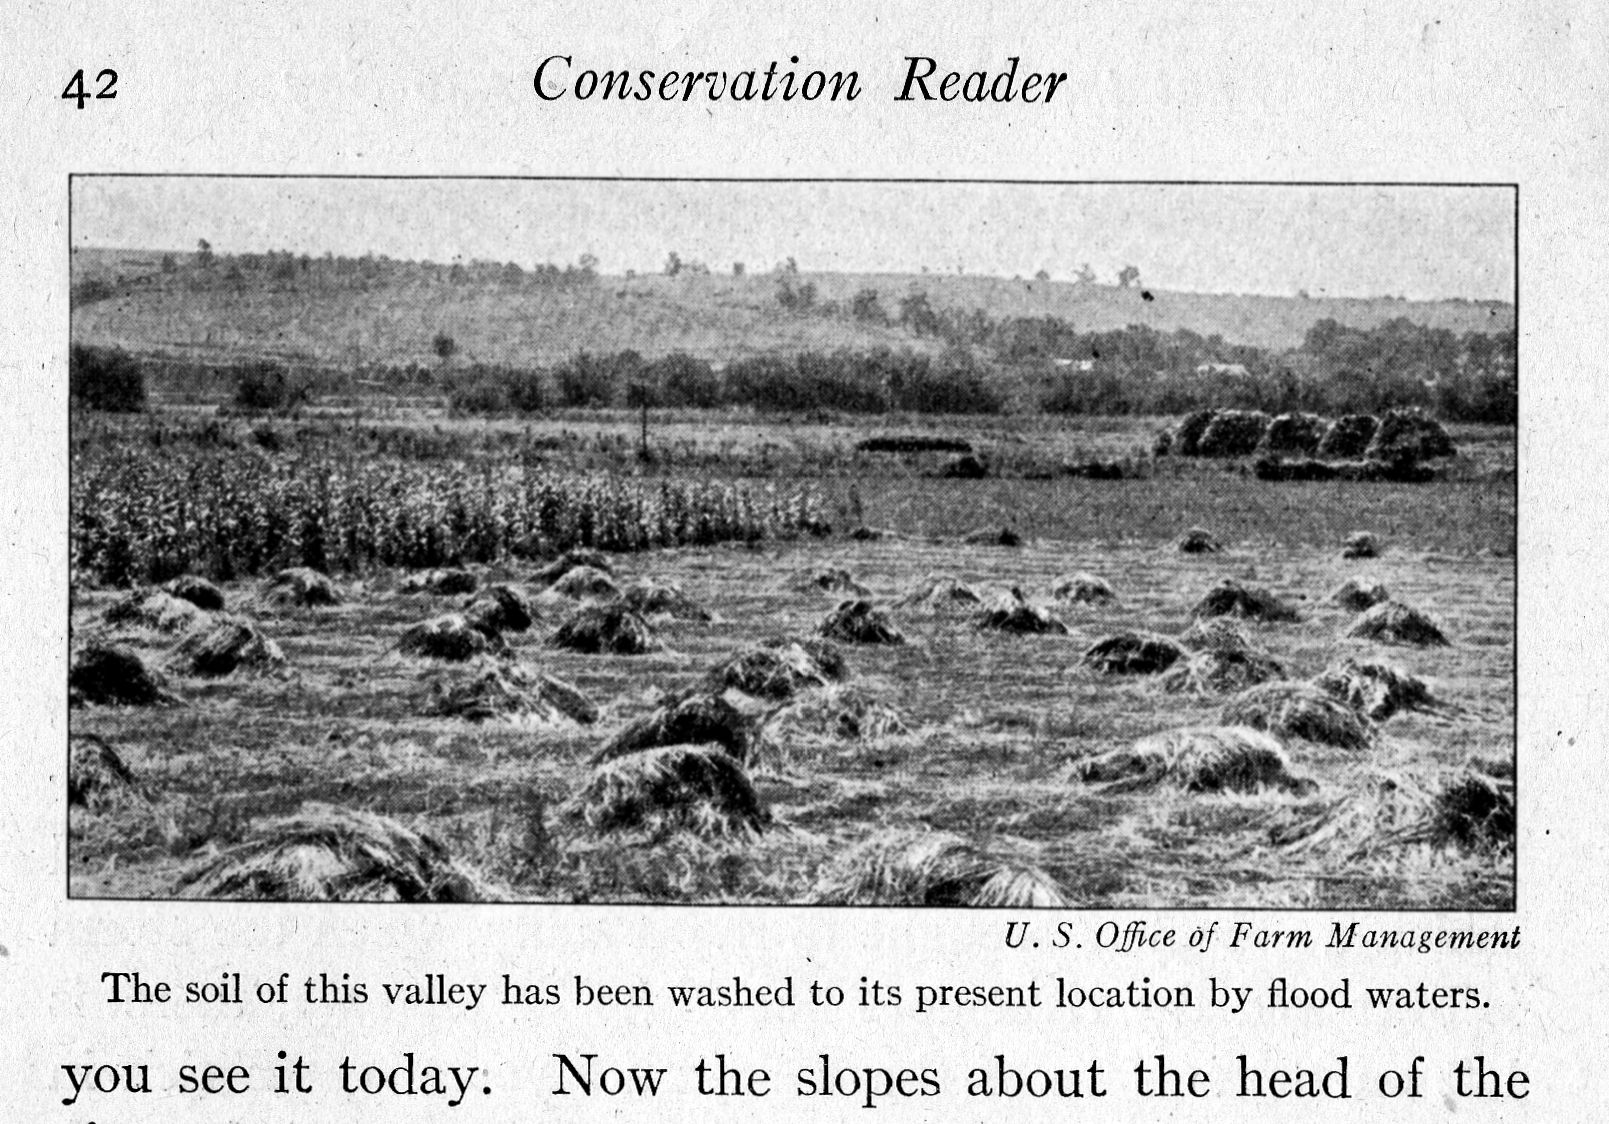 42 Conservation Reader
U. S. Office of Farm Management
The soil of this valley has been washed to its present location by flood waters.
you see it today. Now the slopes about the head of the